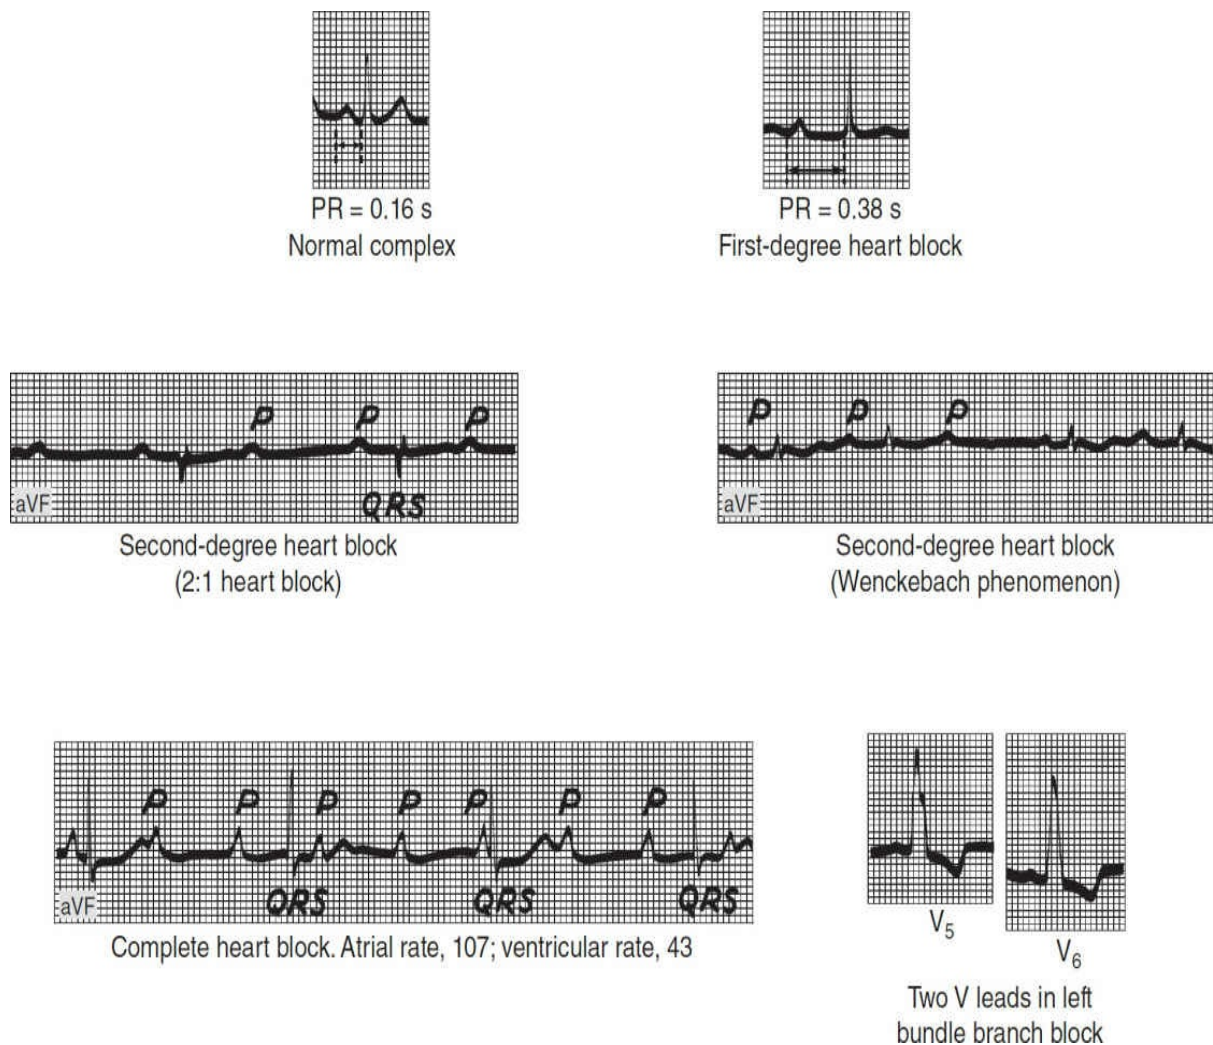 PR = 0.16 s
Normal complex
PR = 0.38 s
First-degree heart block
P P P
aVF
QRS
Second-degree heart block
(2:1 heart block)
P P P
aVF
Second-degree heart block
(Wenckebach phenomenon)
P P P P P P P
aVF
QRS QRS QRS
Complete heart block. Atrial rate, 107; ventricular rate, 43
V5
V6
Two V leads in left
bundle branch block